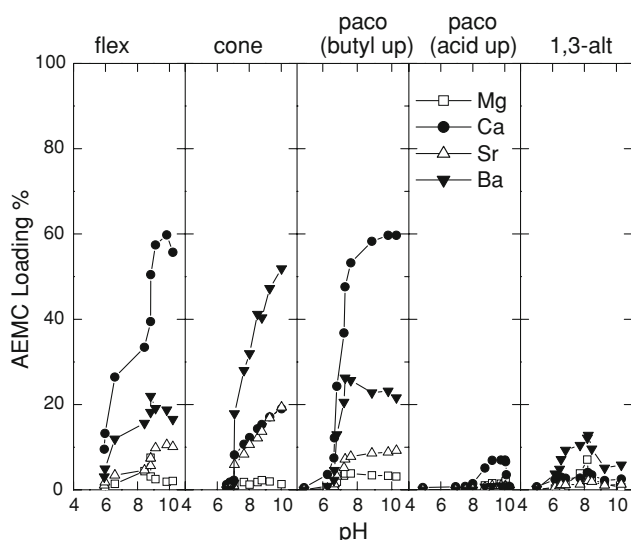 flex
cone
paco
(butyl up)
paco
(acid up)
1,3-alt
100
80
60
40
20
0
AEMC Loading %
Mg
Ca
Sr
Ba
4 6 8 10 4 6 8 10 4 6 8 10 4 6 8 10 4 6 8 10
pH